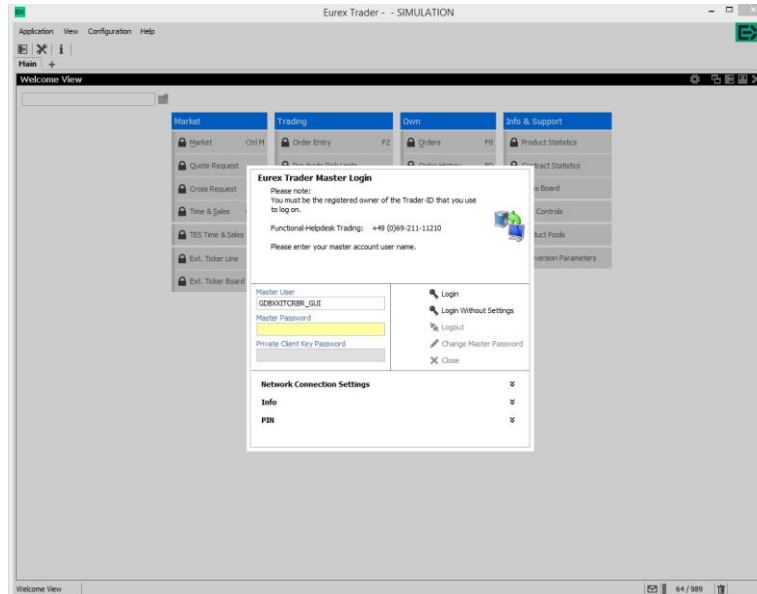 Eurex Trader - - SIMULATION
Application View Configuration Help
Main +
Welcome View
Market Trading Own Info & Support
Market Ctrl M Order Entry F2 Orders F8 Product Statistics
Quote Request Contract Statistics
Cross Request Board
Time & Sales Controls
TES Time & Sales Pools
Ext. Ticker Line Parameters
Ext. Ticker Board
Eurex Trader Master Login
Please note:
You must be the registered owner of the Trader-ID that you use
to log on.
Functional-Helpdesk Trading: +49 (0)69-211-11210
Please enter your master account user name.
Master User
GDBXXITCRBR_GUI
Master Password
Private Client Key Password
Login
Login Without Settings
Logout
Change Master Password
Close
Network Connection Settings
Info
PIN
Welcome View 64 / 989